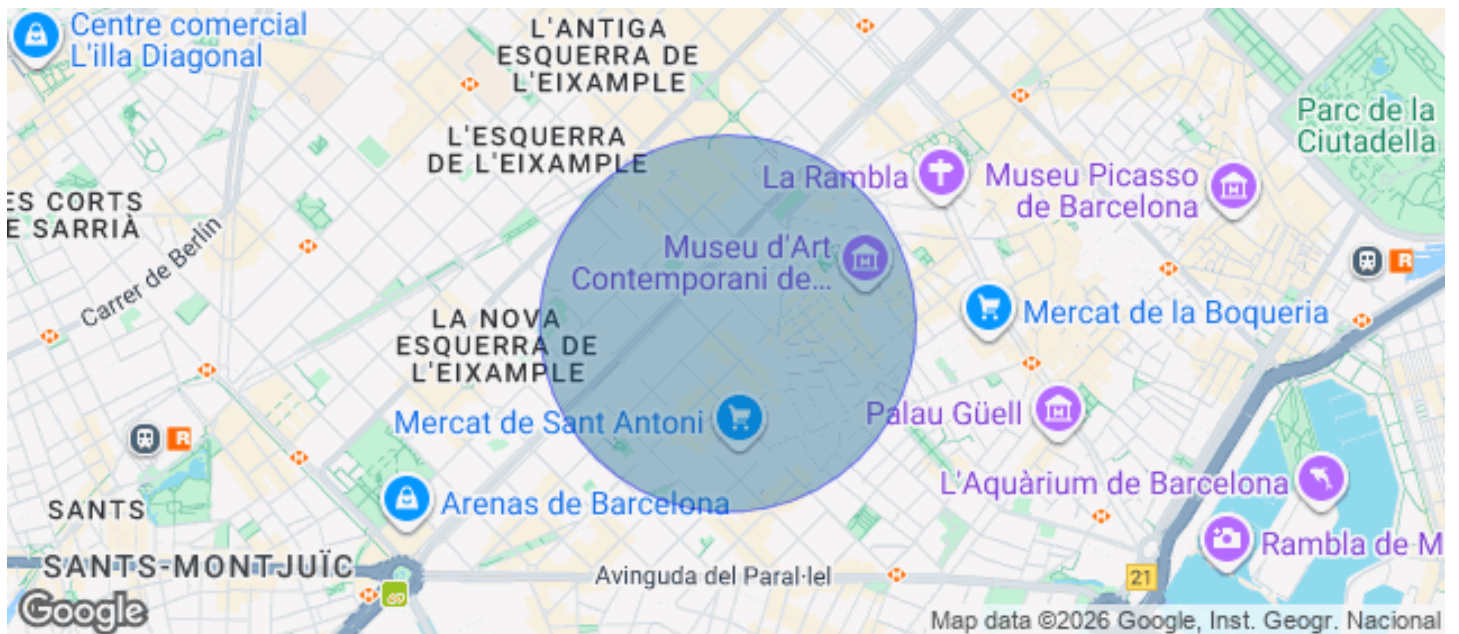 Centre comercial
L'illa Diagonal
L'ANTIGA
ESQUERRA DE
L'EIXAMPLE
Parc de la
Ciutadella
L'ESQUERRA
DE L'EIXAMPLE
La Rambla
Museu Picasso
de Barcelona
ES CORTS
E SARRIÀ
Carrer de Berlín
Museu d'Art
Contemporani de...
R
Mercat de la Boqueria
LA NOVA
ESQUERRA DE
L'EIXAMPLE
Mercat de Sant Antoni
Palau Güell
R
L'Aquàrium de Barcelona
Arenas de Barcelona
SANTS
Rambla de M
SANTS-MONTJUÏC
Avinguda del Paral·lel
21
Google
Map data ©2026 Google, Inst. Geogr. Nacional